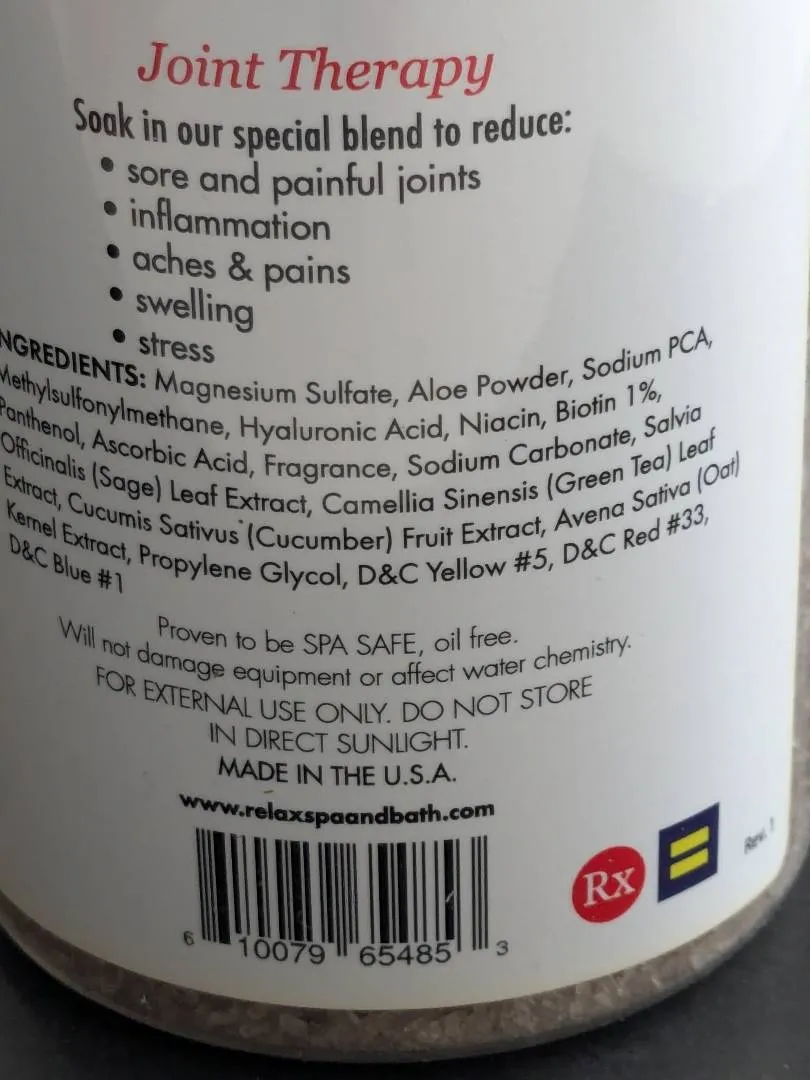 Joint Therapy
Soak in our special blend to reduce:
• sore and painful joints
• inflammation
• aches & pains
• swelling
• stress
NGREDIENTS: Magnesium Sulfate, Aloe Powder, Sodium PCA,
Methylsulfonylmethane, Hyaluronic Acid, Niacin, Biotin 1%,
Panthenol, Ascorbic Acid, Fragrance, Sodium Carbonate, Salvia
Officinalis (Sage) Leaf Extract, Camellia Sinensis (Green Tea) Leaf
Extract, Cucumis Sativus (Cucumber) Fruit Extract, Avena Sativa (Oat)
Kernel Extract, Propylene Glycol, D&C Yellow #5, D&C Red #33,
D&C Blue #1
Proven to be SPA SAFE, oil free.
Will not damage equipment or affect water chemistry.
FOR EXTERNAL USE ONLY. DO NOT STORE
IN DIRECT SUNLIGHT.
MADE IN THE U.S.A.
www.relaxspaandbath.com
Rx
Rev. 1
6 10079 65485 3